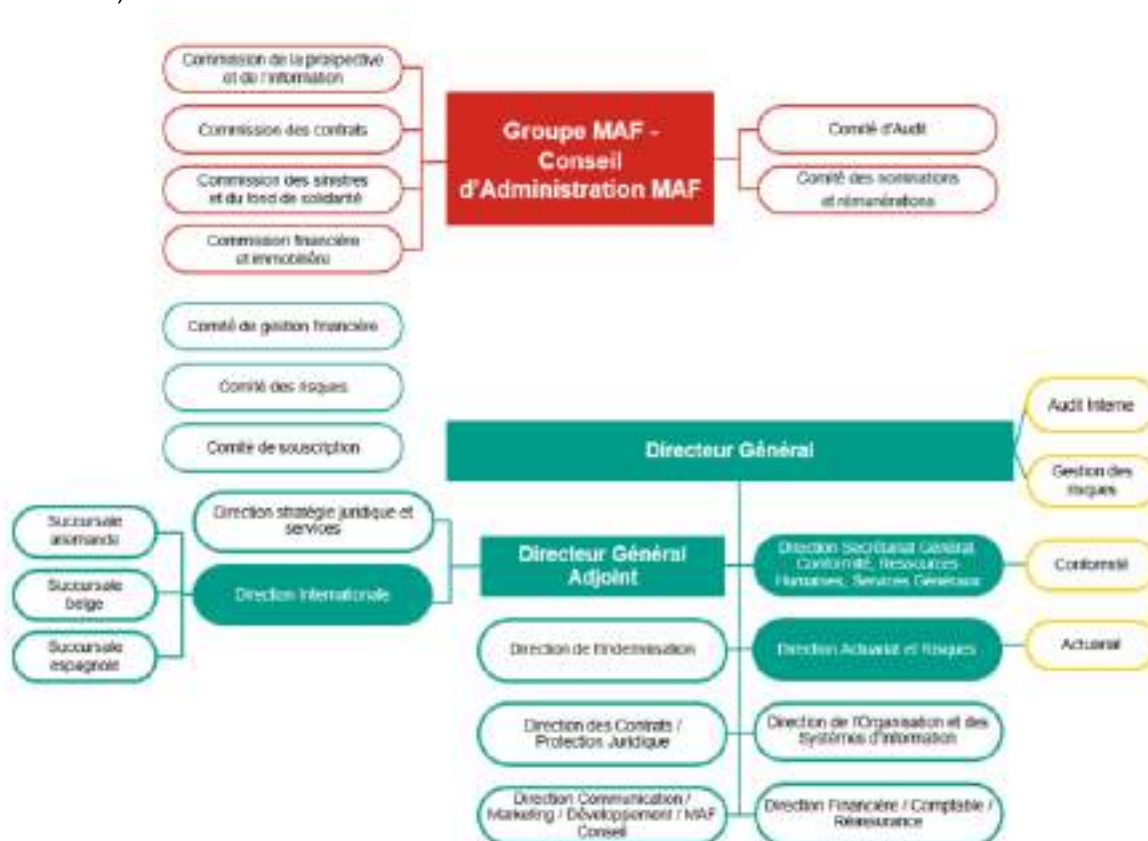 Commission de la prospective
et de l'information
Commission des contrats
Commission des sinistres
et du fond de solidarité
Commission financière
et immobilière
Groupe MAF -
Conseil
d'Administration MAF
Comité d'Audit
Comité des nominations
et rémunérations
Comité de gestion financière
Comité des risques
Comité de souscription
Directeur Général
Audit Interne
Gestion des
risques
Succursale
allemande
Succursale
belge
Succursale
espagnole
Direction stratégie juridique et
services
Direction Internationale
Directeur Général
Adjoint
Direction Secrétariat Général,
Conformité, Ressources
Humaines, Services Généraux
Conformité
Direction de l'Indemnisation
Direction Actuariat et Risques
Actuariat
Direction des Contrats /
Protection Juridique
Direction de l'Organisation et des
Systèmes d'Information
Direction Communication /
Marketing / Développement / MAF
Conseil
Direction Financière / Comptable /
Réassurance